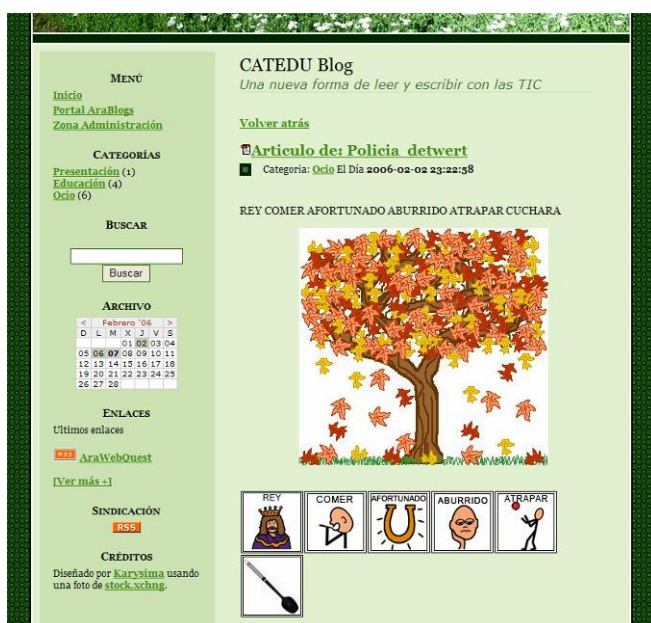 MENÚ
Inicio
Portal AraBlogs
Zona Administración
CATEGORÍAS
Presentación (1)
Educación (4)
Ocio (6)
BUSCAR
Buscar
ARCHIVO
< Febrero '06 >
D L M X J V S
01 02 03 04
05 06 07 08 09 10 11
12 13 14 15 16 17 18
19 20 21 22 23 24 25
26 27 28
ENLACES
Ultimos enlaces
RSS AraWebQuest
[Ver más +]
SINDICACIÓN
RSS
CRÉDITOS
Diseñado por Karysima usando
una foto de stock.xchng.
CATEDU Blog
Una nueva forma de leer y escribir con las TIC
Volver atrás
Articulo de: Policia_detwert
Categoria: Ocio El Día 2006-02-02 23:22:58
REY COMER AFORTUNADO ABURRIDO ATRAPAR CUCHARA
REY COMER AFORTUNADO ABURRIDO ATRAPAR